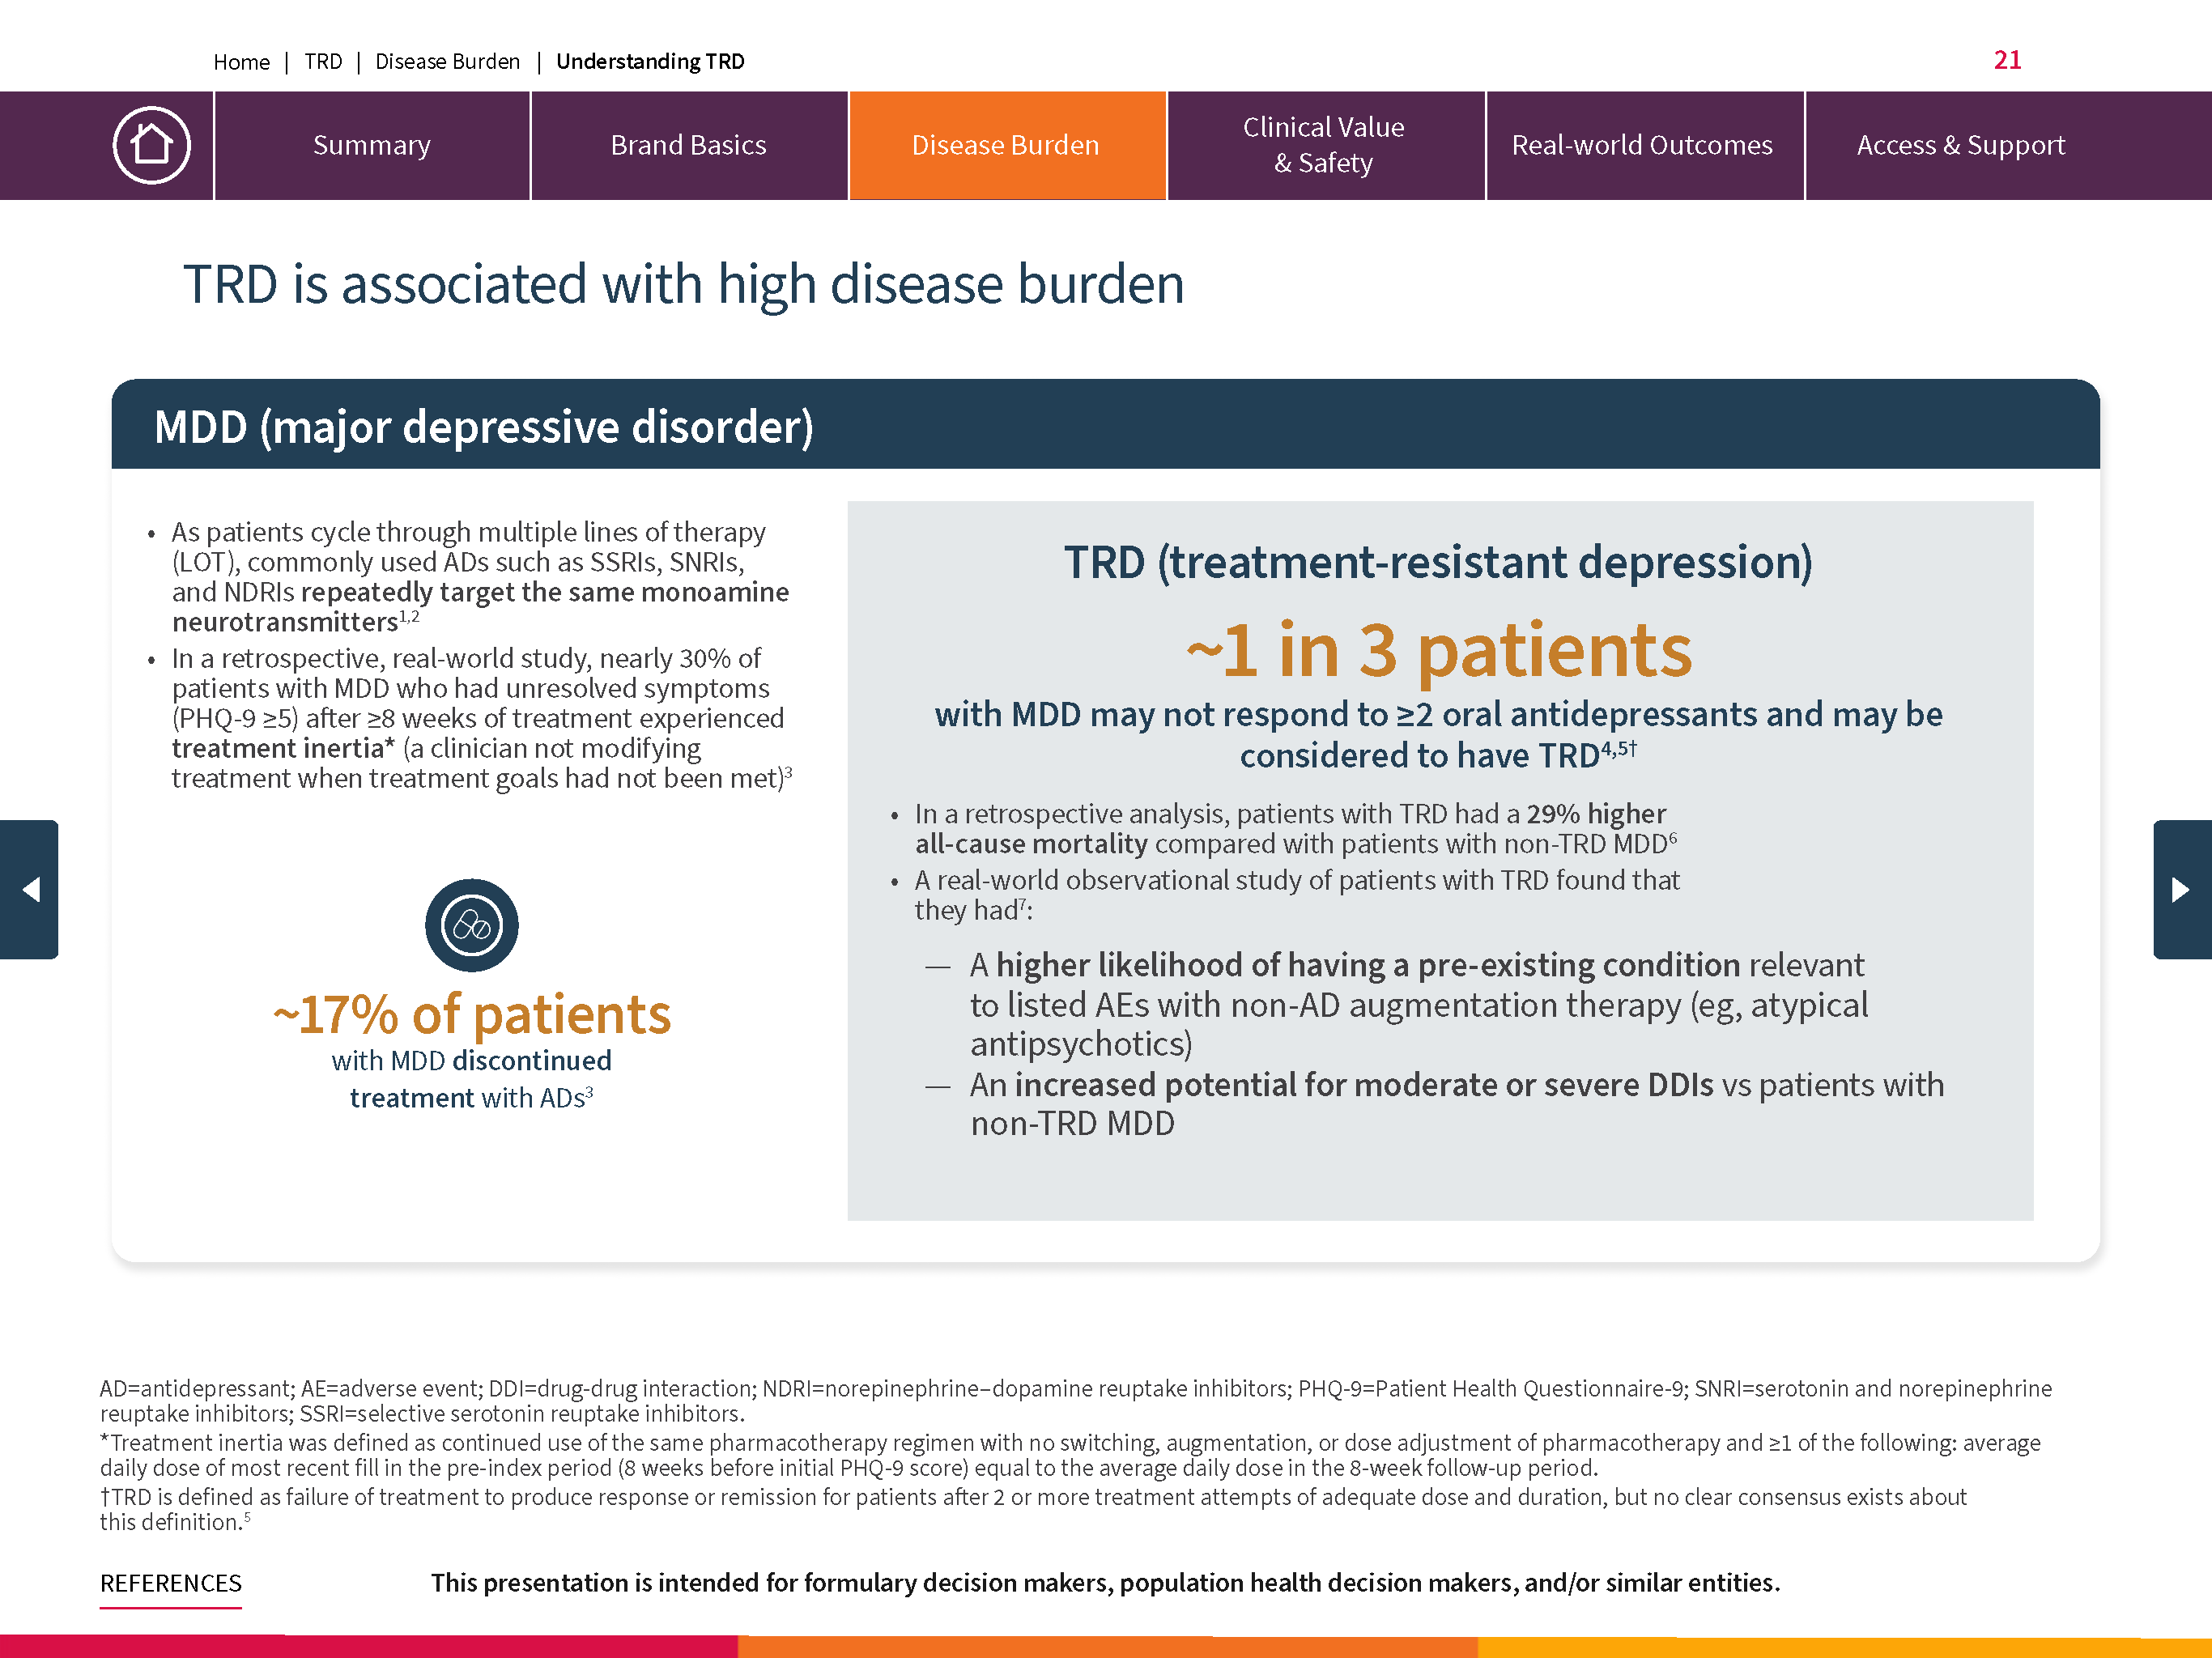 Home | TRD | Disease Burden | Understanding TRD
21
Summary
Brand Basics
Disease Burden
Clinical Value
& Safety
Real-world Outcomes
Access & Support
TRD is associated with high disease burden
MDD (major depressive disorder)
• As patients cycle through multiple lines of therapy
(LOT), commonly used ADs such as SSRIs, SNRIs,
and NDRIs repeatedly target the same monoamine
neurotransmitters1,2
• In a retrospective, real-world study, nearly 30% of
patients with MDD who had unresolved symptoms
(PHQ-9 ≥5) after ≥8 weeks of treatment experienced
treatment inertia* (a clinician not modifying
treatment when treatment goals had not been met)3
~17% of patients
with MDD discontinued
treatment with ADs3
TRD (treatment-resistant depression)
~1 in 3 patients
with MDD may not respond to ≥2 oral antidepressants and may be
considered to have TRD4,5†
• In a retrospective analysis, patients with TRD had a 29% higher
all-cause mortality compared with patients with non-TRD MDD6
• A real-world observational study of patients with TRD found that
they had7:
— A higher likelihood of having a pre-existing condition relevant
to listed AEs with non-AD augmentation therapy (eg, atypical
antipsychotics)
— An increased potential for moderate or severe DDIs vs patients with
non-TRD MDD
AD=antidepressant; AE=adverse event; DDI=drug-drug interaction; NDRI=norepinephrine–dopamine reuptake inhibitors; PHQ-9=Patient Health Questionnaire-9; SNRI=serotonin and norepinephrine
reuptake inhibitors; SSRI=selective serotonin reuptake inhibitors.
*Treatment inertia was defined as continued use of the same pharmacotherapy regimen with no switching, augmentation, or dose adjustment of pharmacotherapy and ≥1 of the following: average
daily dose of most recent fill in the pre-index period (8 weeks before initial PHQ-9 score) equal to the average daily dose in the 8-week follow-up period.
†TRD is defined as failure of treatment to produce response or remission for patients after 2 or more treatment attempts of adequate dose and duration, but no clear consensus exists about
this definition.5
REFERENCES
This presentation is intended for formulary decision makers, population health decision makers, and/or similar entities.